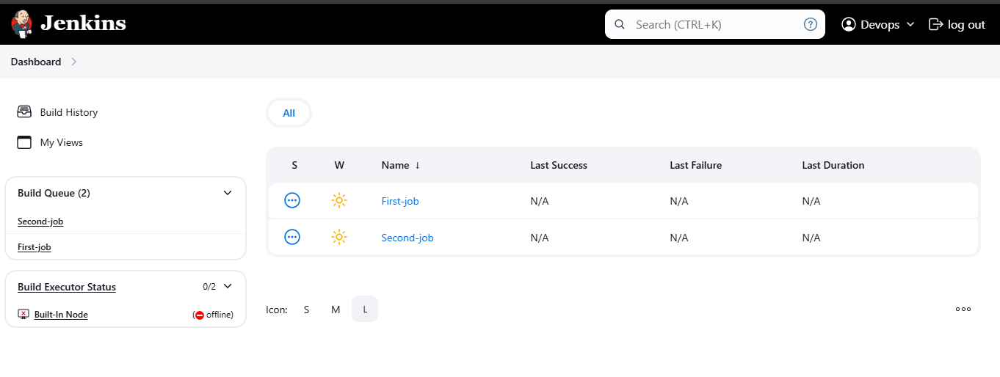 Jenkins
Search (CTRL+K)
?
Devops
log out
Dashboard
Build History
My Views
Build Queue (2)
Second-job
First-job
Build Executor Status 0/2
Built-In Node (offline)
All
S W Name ↓ Last Success Last Failure Last Duration
First-job N/A N/A N/A
Second-job N/A N/A N/A
Icon: S M L